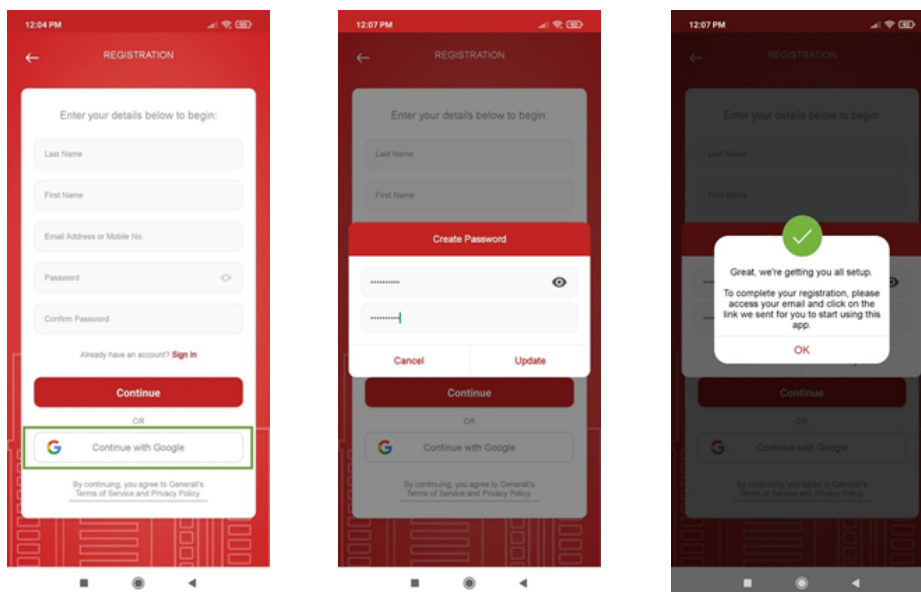 12:04 PM
REGISTRATION
Enter your details below to begin:
Last Name
First Name
Email Address or Mobile No.
Password
Confirm Password
Already have an account? Sign in
Continue
OR
Continue with Google
By continuing, you agree to Generali's
Terms of Service and Privacy Policy.
12:07 PM
REGISTRATION
Enter your details below to begin:
Last Name
First Name
Create Password
Cancel
Update
Continue
OR
Continue with Google
By continuing, you agree to Generali's
Terms of Service and Privacy Policy.
12:07 PM
REGISTRATION
Enter your details below to begin:
Last Name
First Name
Great, we're getting you all setup.
To complete your registration, please
access your email and click on the
link we sent for you to start using this
app.
OK
Continue
OR
Continue with Google
By continuing, you agree to Generali's
Terms of Service and Privacy Policy.